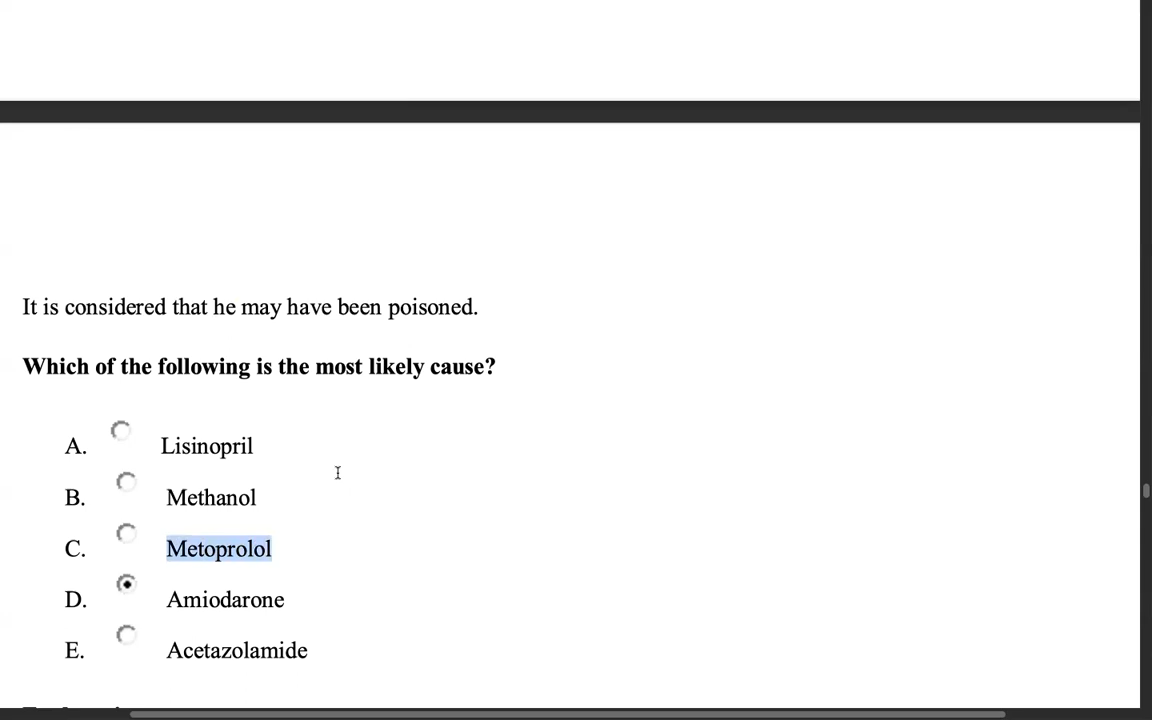 It is considered that he may have been poisoned.
Which of the following is the most likely cause?
A. Lisinopril
B. Methanol
C. Metoprolol
D. Amiodarone
E. Acetazolamide